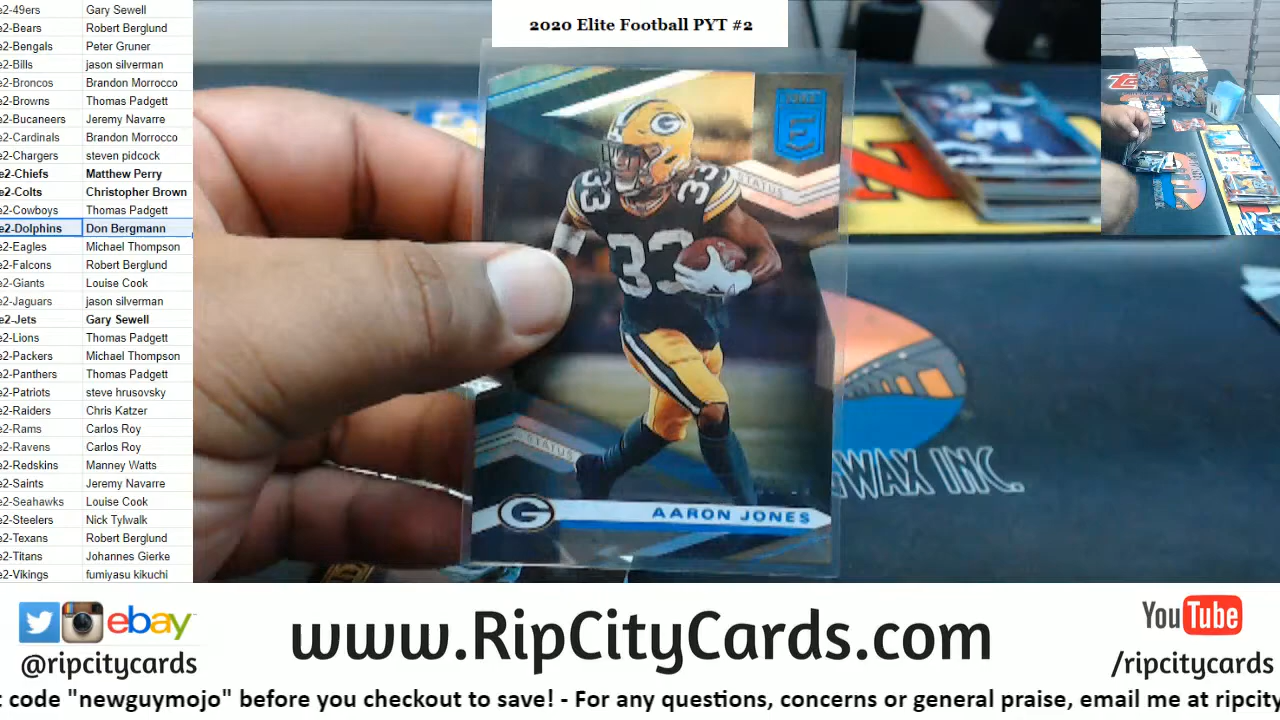 2020 Elite Football PYT #2
e2-49ers Gary Sewell
e2-Bears Robert Berglund
e2-Bengals Peter Gruner
e2-Bills jason silverman
e2-Broncos Brandon Morrocco
e2-Browns Thomas Padgett
e2-Bucaneers Jeremy Navarre
e2-Cardinals Brandon Morrocco
e2-Chargers steven pidcock
e2-Chiefs Matthew Perry
e2-Colts Christopher Brown
e2-Cowboys Thomas Padgett
e2-Dolphins Don Bergmann
e2-Eagles Michael Thompson
e2-Falcons Robert Berglund
e2-Giants Louise Cook
e2-Jaguars jason silverman
e2-Jets Gary Sewell
e2-Lions Thomas Padgett
e2-Packers Michael Thompson
e2-Panthers Thomas Padgett
e2-Patriots steve hrusovsky
e2-Raiders Chris Katzer
e2-Rams Carlos Roy
e2-Ravens Carlos Roy
e2-Redskins Manney Watts
e2-Saints Jeremy Navarre
e2-Seahawks Louise Cook
e2-Steelers Nick Tylwalk
e2-Texans Robert Berglund
e2-Titans Johannes Gierke
e2-Vikings fumiyasu kikuchi
ELITE
E
STATUS
G
33 33
33
STATUS
G
AARON JONES
WAX INC.
ebay
@ripcitycards
www.RipCityCards.com
YouTube
/ripcitycards
t code "newguymojo" before you checkout to save! - For any questions, concerns or general praise, email me at ripcity